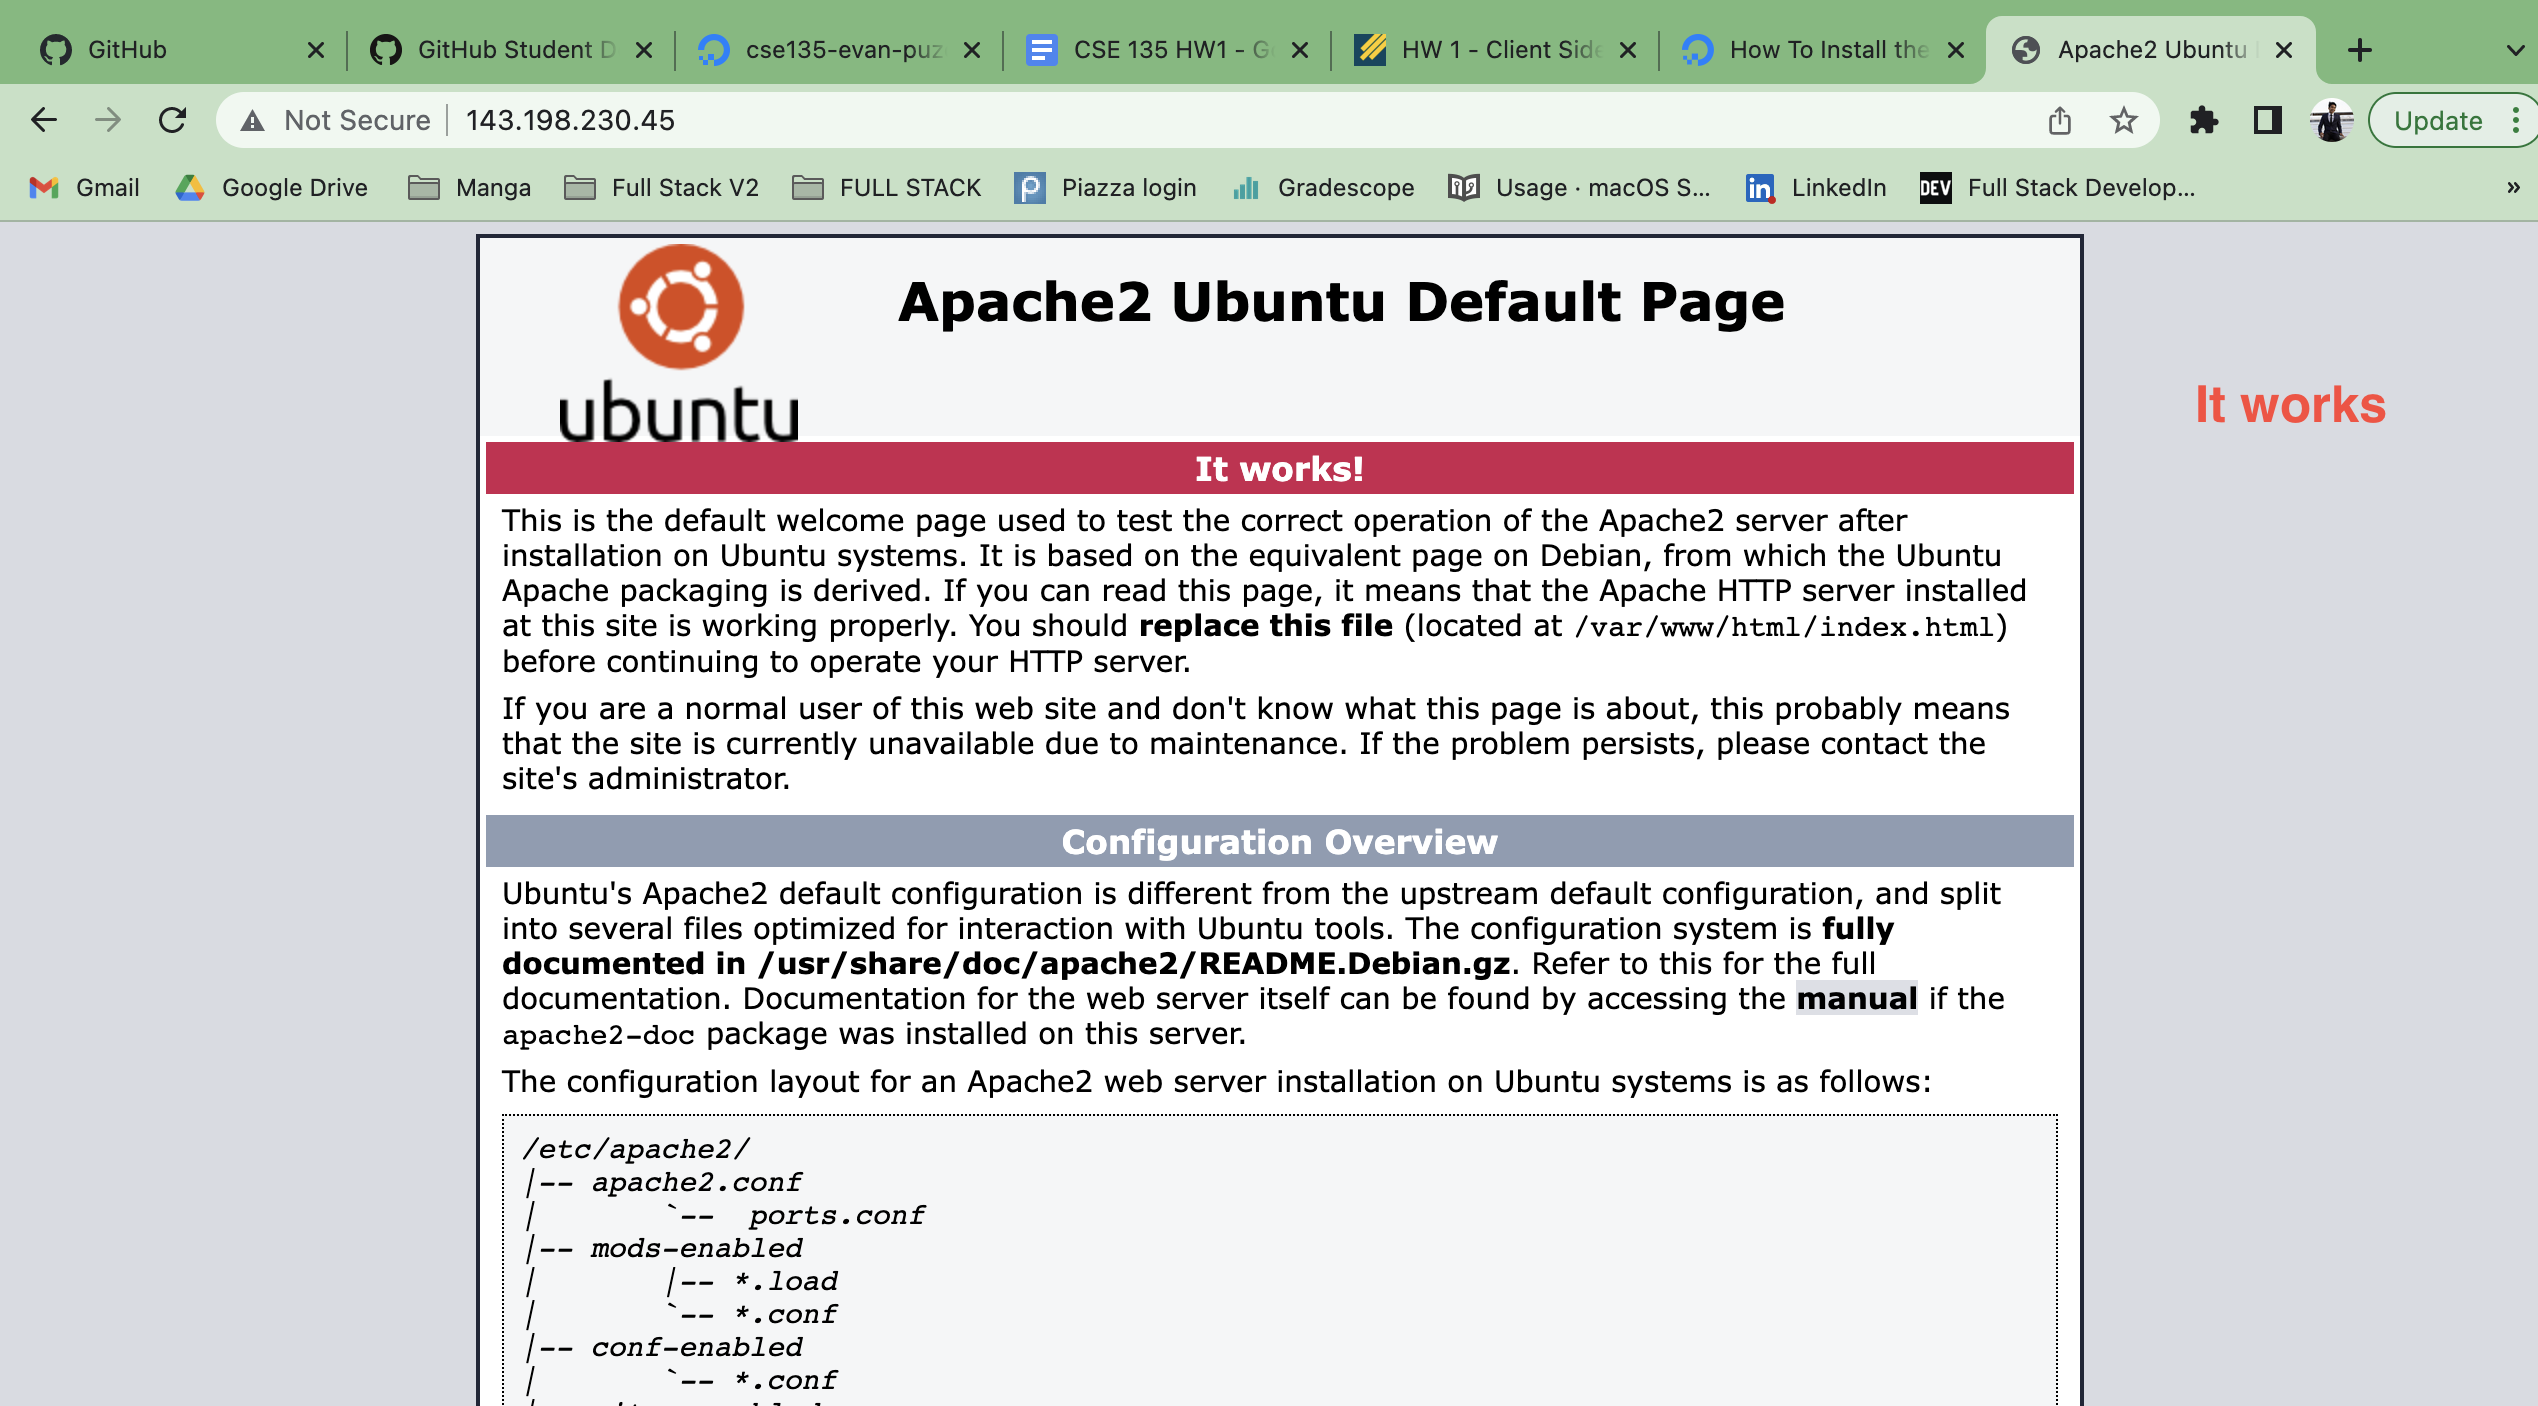 GitHub
GitHub Student D
cse135-evan-puz
CSE 135 HW1 - G
HW 1 - Client Side
How To Install the
Apache2 Ubuntu
Not Secure
143.198.230.45
Update
Gmail
Google Drive
Manga
Full Stack V2
FULL STACK
Piazza login
Gradescope
Usage · macOS S...
LinkedIn
DEV
Full Stack Develop...
»
ubuntu
Apache2 Ubuntu Default Page
It works
It works!
This is the default welcome page used to test the correct operation of the Apache2 server after
installation on Ubuntu systems. It is based on the equivalent page on Debian, from which the Ubuntu
Apache packaging is derived. If you can read this page, it means that the Apache HTTP server installed
at this site is working properly. You should replace this file (located at /var/www/html/index.html)
before continuing to operate your HTTP server.
If you are a normal user of this web site and don't know what this page is about, this probably means
that the site is currently unavailable due to maintenance. If the problem persists, please contact the
site's administrator.
Configuration Overview
Ubuntu's Apache2 default configuration is different from the upstream default configuration, and split
into several files optimized for interaction with Ubuntu tools. The configuration system is fully
documented in /usr/share/doc/apache2/README.Debian.gz. Refer to this for the full
documentation. Documentation for the web server itself can be found by accessing the manual if the
apache2-doc package was installed on this server.
The configuration layout for an Apache2 web server installation on Ubuntu systems is as follows:
/etc/apache2/
|-- apache2.conf
|       `--  ports.conf
|-- mods-enabled
|       |-- *.load
|       `-- *.conf
|-- conf-enabled
|       `-- *.conf